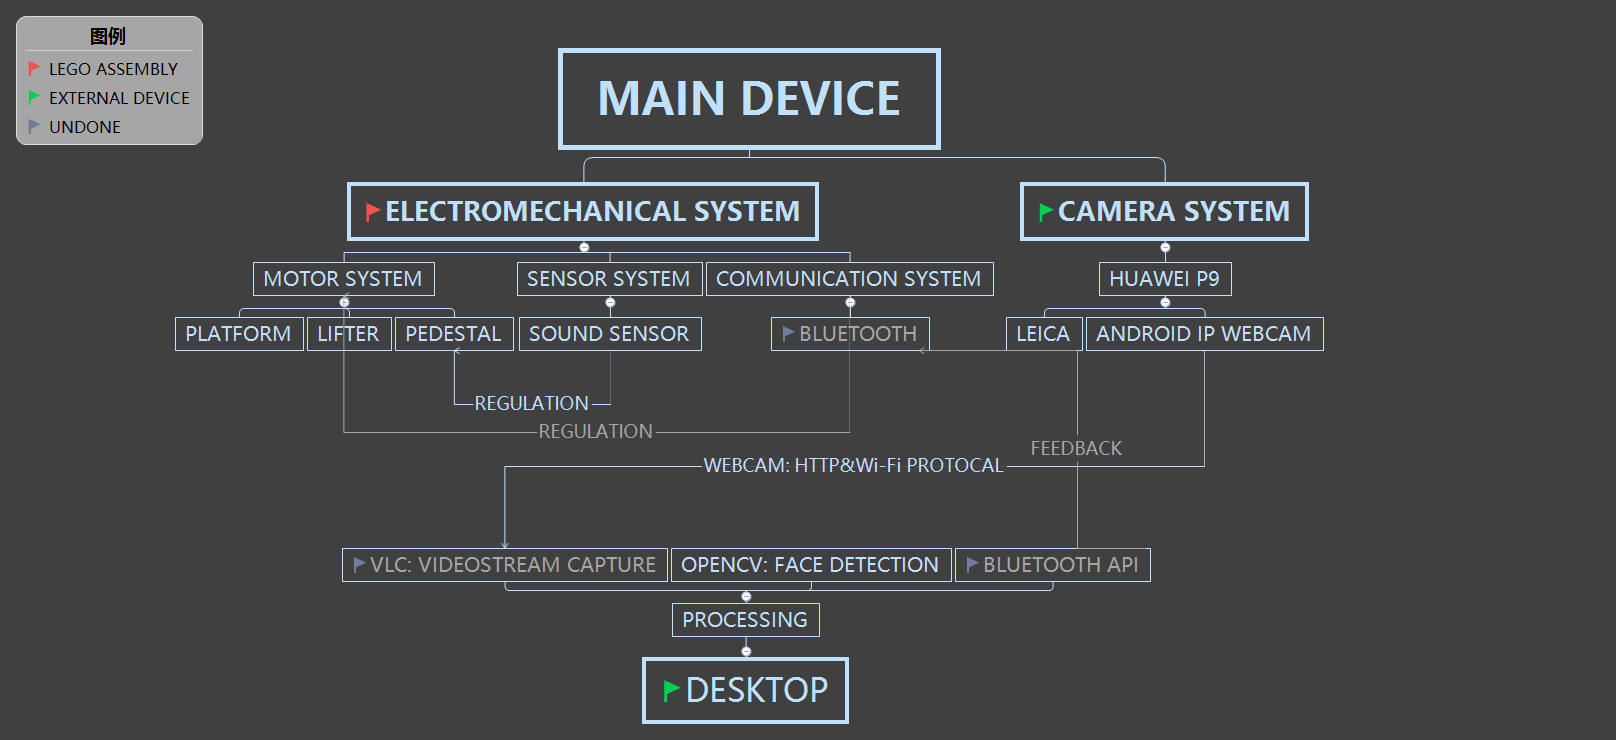 图例
LEGO ASSEMBLY
EXTERNAL DEVICE
UNDONE
MAIN DEVICE
ELECTROMECHANICAL SYSTEM
CAMERA SYSTEM
MOTOR SYSTEM
SENSOR SYSTEM
COMMUNICATION SYSTEM
HUAWEI P9
PLATFORM
LIFTER
PEDESTAL
SOUND SENSOR
BLUETOOTH
LEICA
ANDROID IP WEBCAM
REGULATION
REGULATION
FEEDBACK
WEBCAM: HTTP&Wi-Fi PROTOCAL
VLC: VIDEOSTREAM CAPTURE
OPENCV: FACE DETECTION
BLUETOOTH API
PROCESSING
DESKTOP